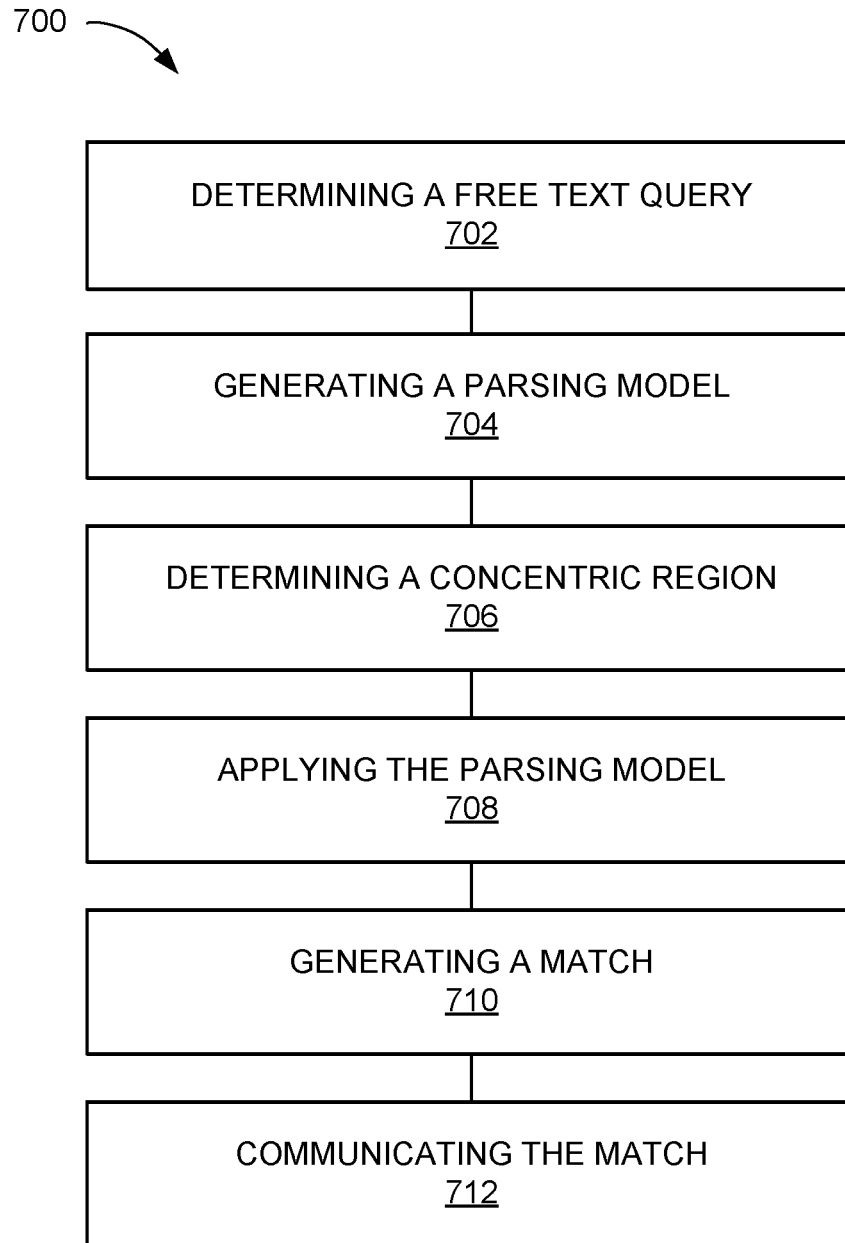 700
DETERMINING A FREE TEXT QUERY
702
GENERATING A PARSING MODEL
704
DETERMINING A CONCENTRIC REGION
706
APPLYING THE PARSING MODEL
708
GENERATING A MATCH
710
COMMUNICATING THE MATCH
712